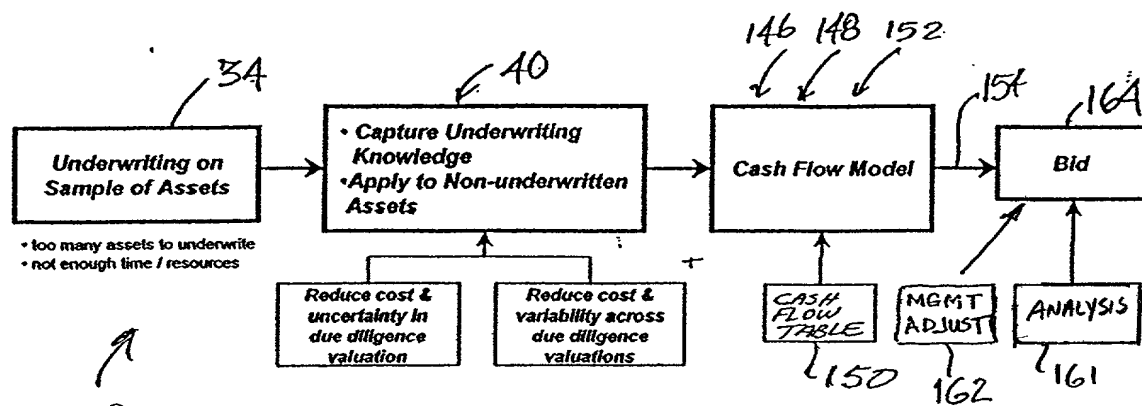 146 148 152
34
40
154
164
Underwriting on
Sample of Assets
• Capture Underwriting
Knowledge
• Apply to Non-underwritten
Assets
Cash Flow Model
Bid
• too many assets to underwrite
• not enough time / resources
Reduce cost &
uncertainty in
due diligence
valuation
Reduce cost &
variability across
due diligence
valuations
CASH
FLOW
TABLE
MGMT
ADJUST
ANALYSIS
150
162
161